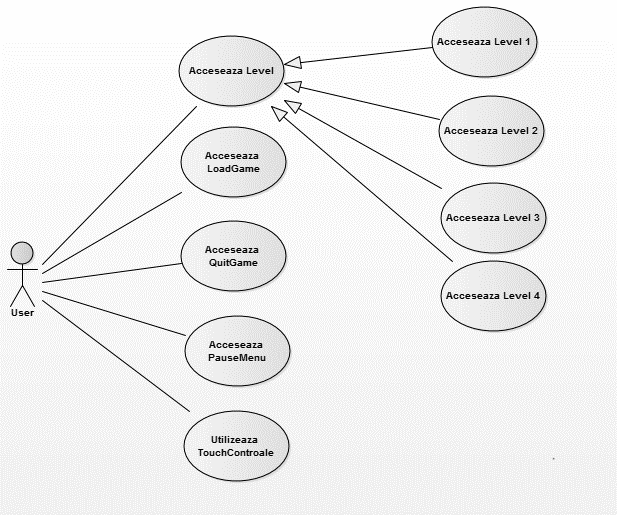 Acceseaza Level 1
Acceseaza Level
Acceseaza Level 2
Acceseaza
LoadGame
Acceseaza Level 3
Acceseaza
QuitGame
Acceseaza Level 4
User
Acceseaza
PauseMenu
Utilizeaza
TouchControale